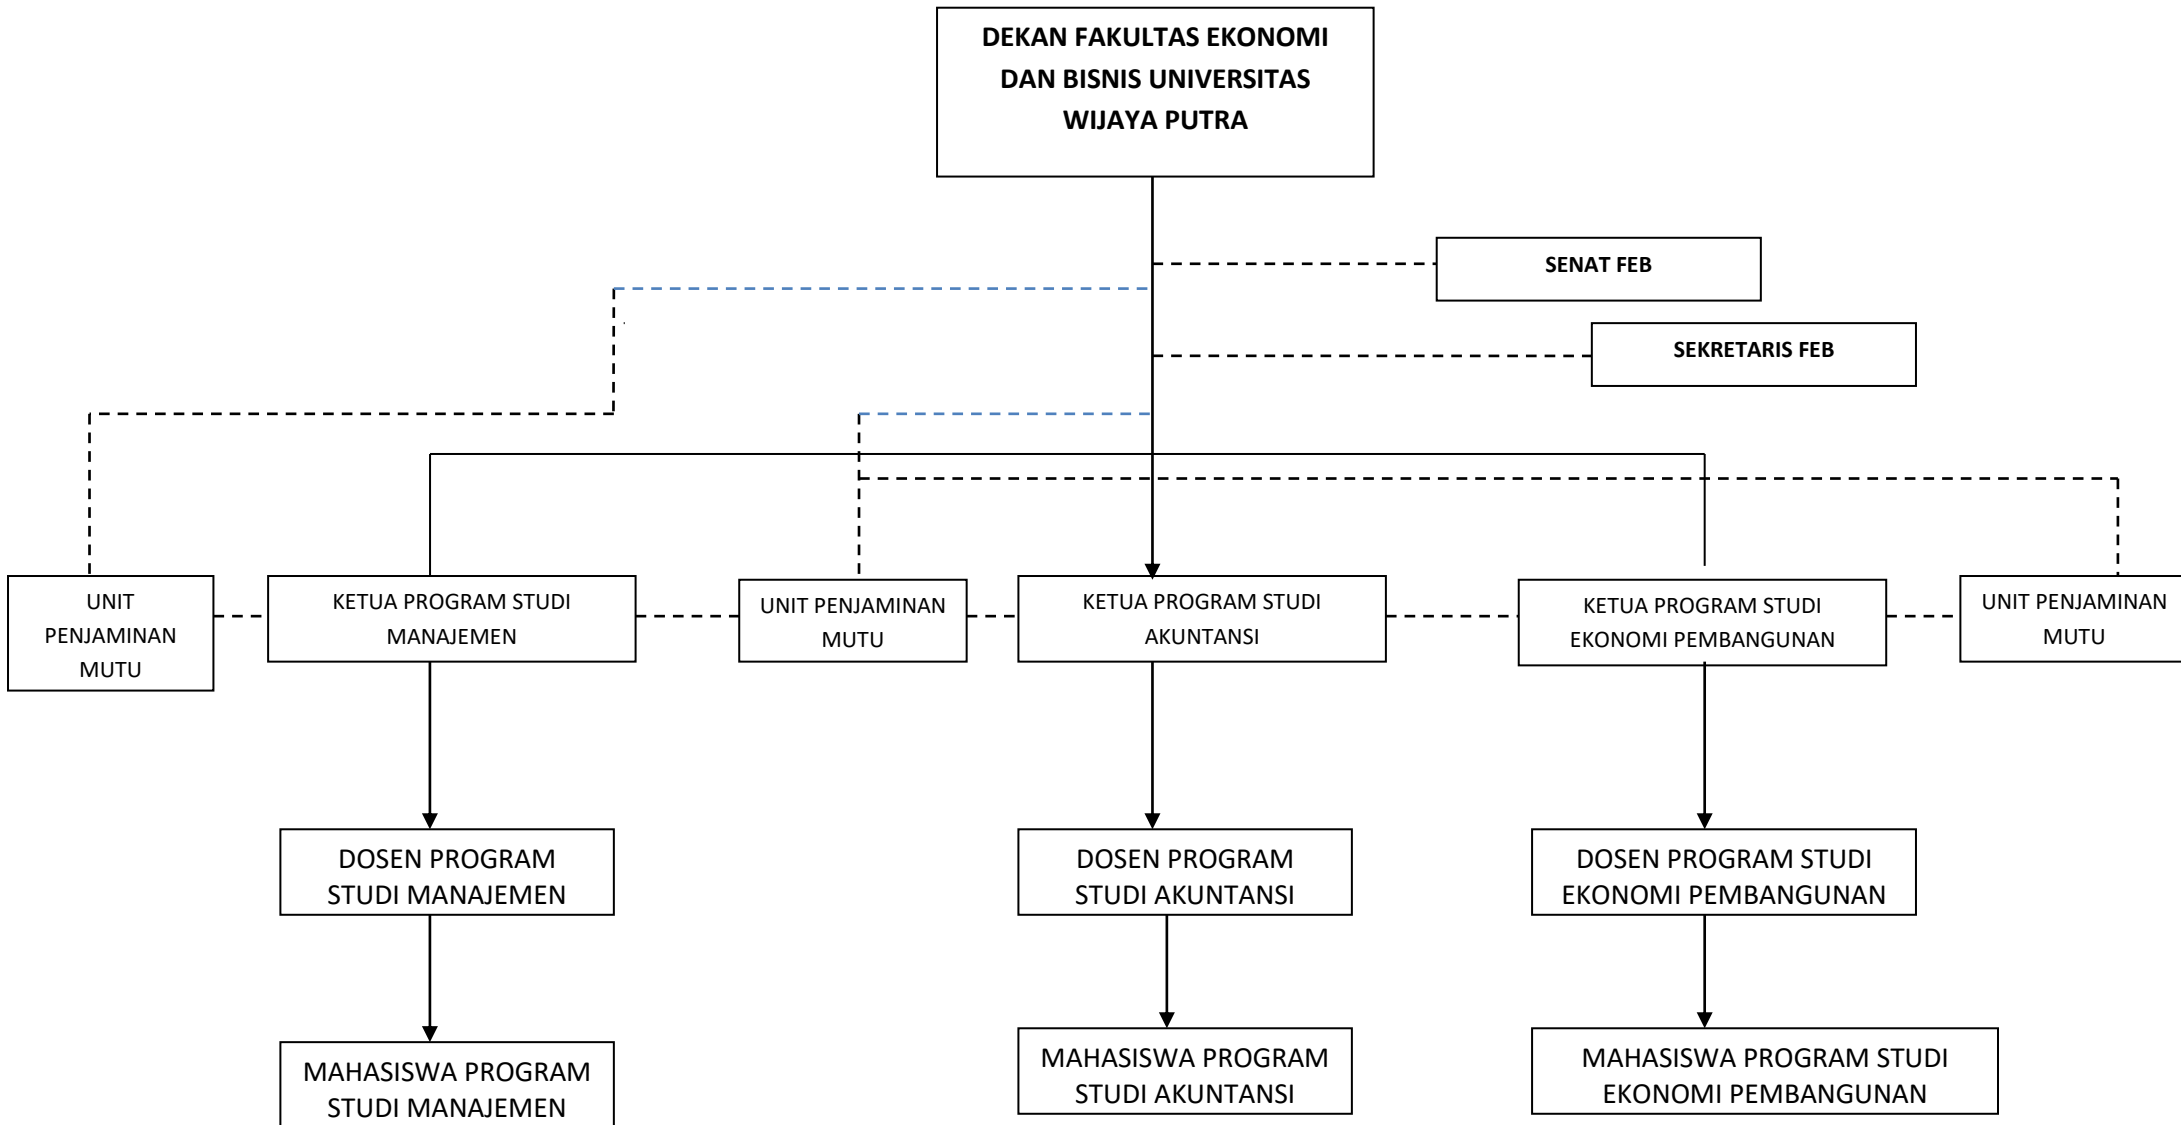 DEKAN FAKULTAS EKONOMI
DAN BISNIS UNIVERSITAS
WIJAYA PUTRA
SENAT FEB
SEKRETARIS FEB
UNIT
PENJAMINAN
MUTU
KETUA PROGRAM STUDI
MANAJEMEN
UNIT PENJAMINAN
MUTU
KETUA PROGRAM STUDI
AKUNTANSI
KETUA PROGRAM STUDI
EKONOMI PEMBANGUNAN
UNIT PENJAMINAN
MUTU
DOSEN PROGRAM
STUDI MANAJEMEN
DOSEN PROGRAM
STUDI AKUNTANSI
DOSEN PROGRAM STUDI
EKONOMI PEMBANGUNAN
MAHASISWA PROGRAM
STUDI MANAJEMEN
MAHASISWA PROGRAM
STUDI AKUNTANSI
MAHASISWA PROGRAM STUDI
EKONOMI PEMBANGUNAN